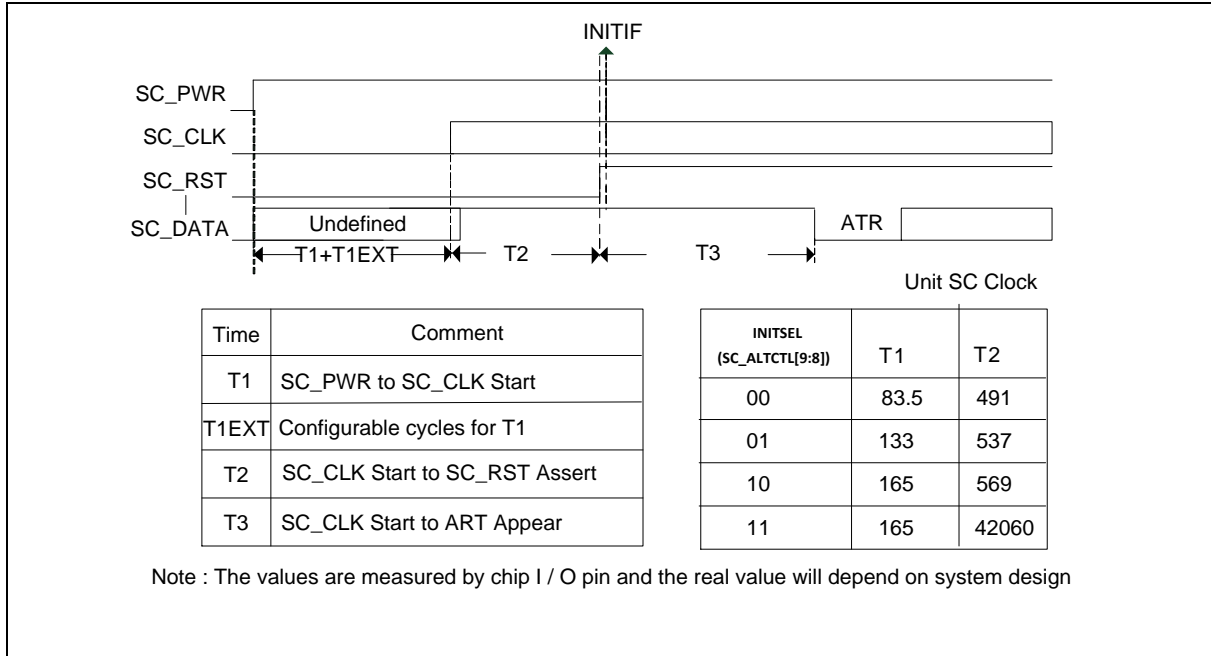 INITIF
SC_PWR
SC_CLK
SC_RST
SC_DATA
Undefined
ATR
T1+T1EXT
T2
T3
Unit SC Clock
Time Comment
T1 SC_PWR to SC_CLK Start
T1EXT Configurable cycles for T1
T2 SC_CLK Start to SC_RST Assert
T3 SC_CLK Start to ART Appear
INITSEL
(SC_ALTCTL[9:8]) T1 T2
00 83.5 491
01 133 537
10 165 569
11 165 42060
Note : The values are measured by chip I / O pin and the real value will depend on system design